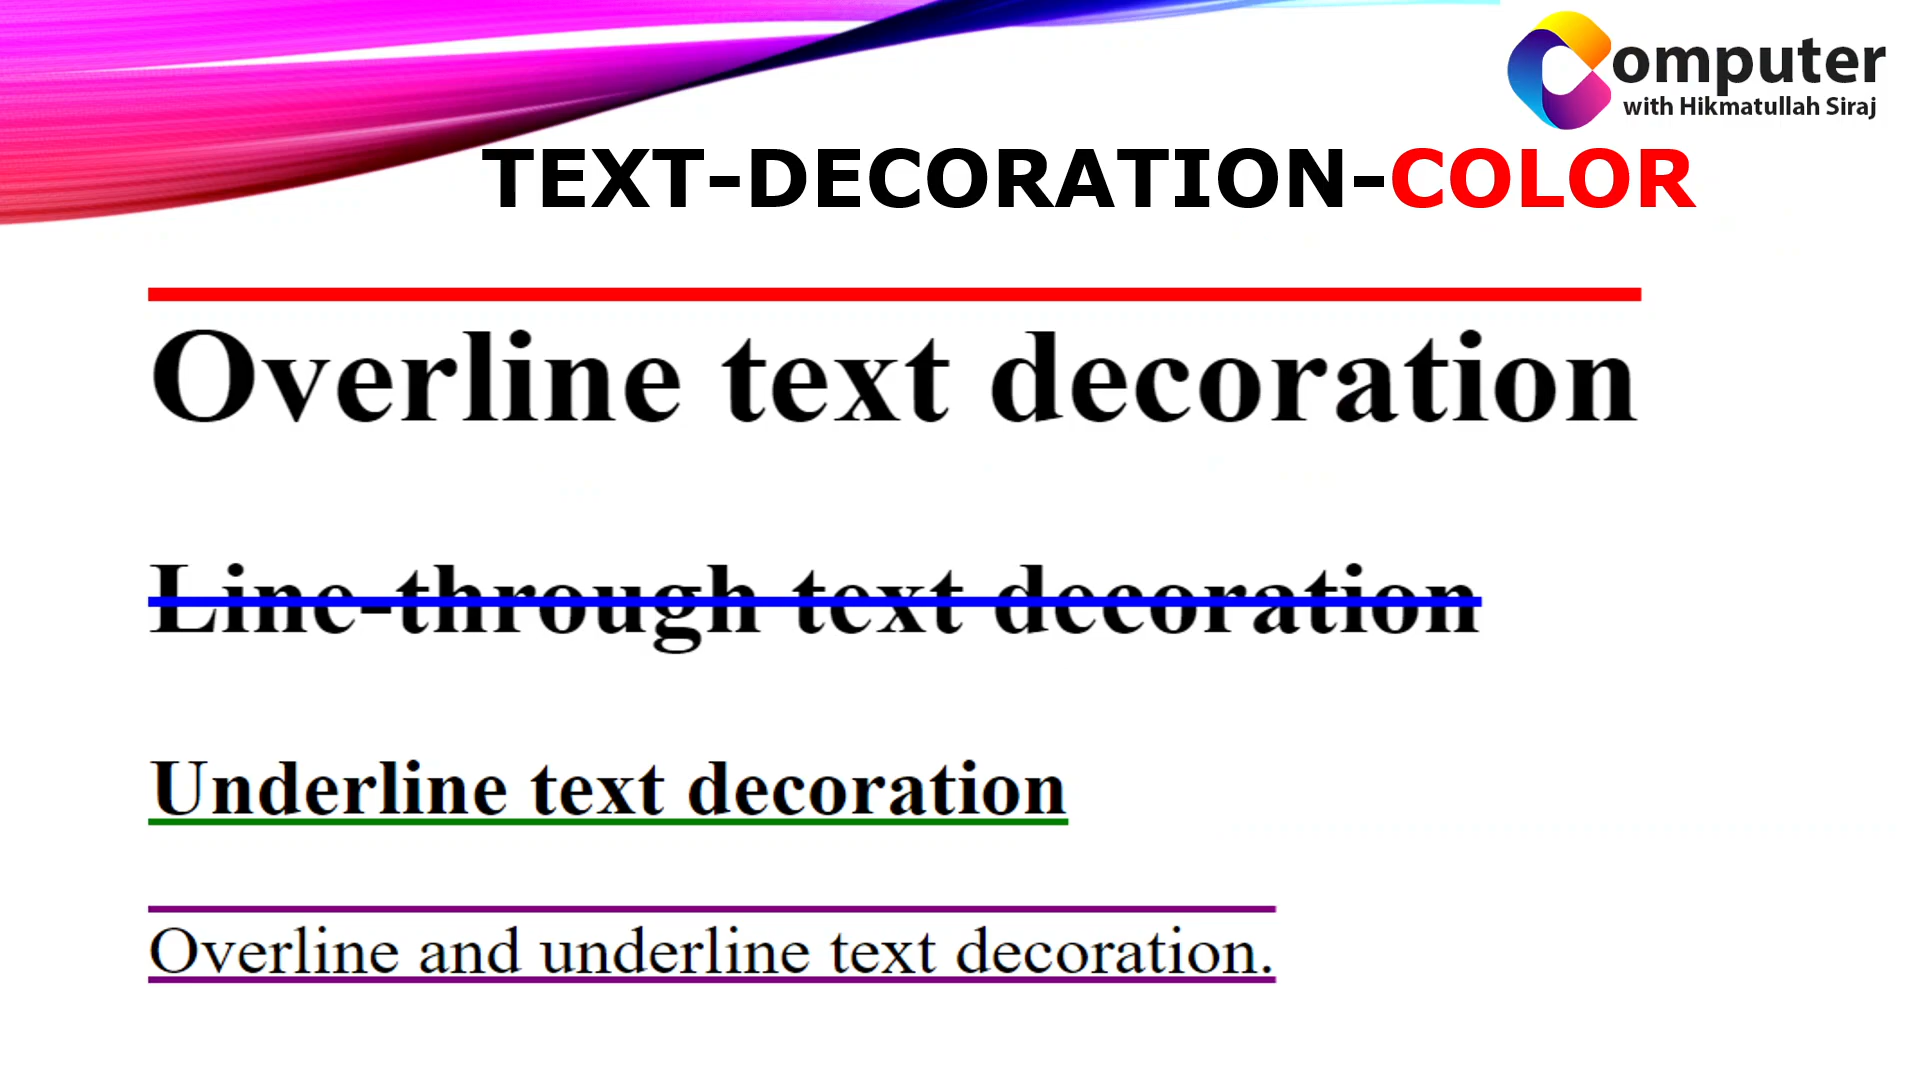 Computer
with Hikmatullah Siraj
TEXT-DECORATION-COLOR
Overline text decoration
Line-through text decoration
Underline text decoration
Overline and underline text decoration.